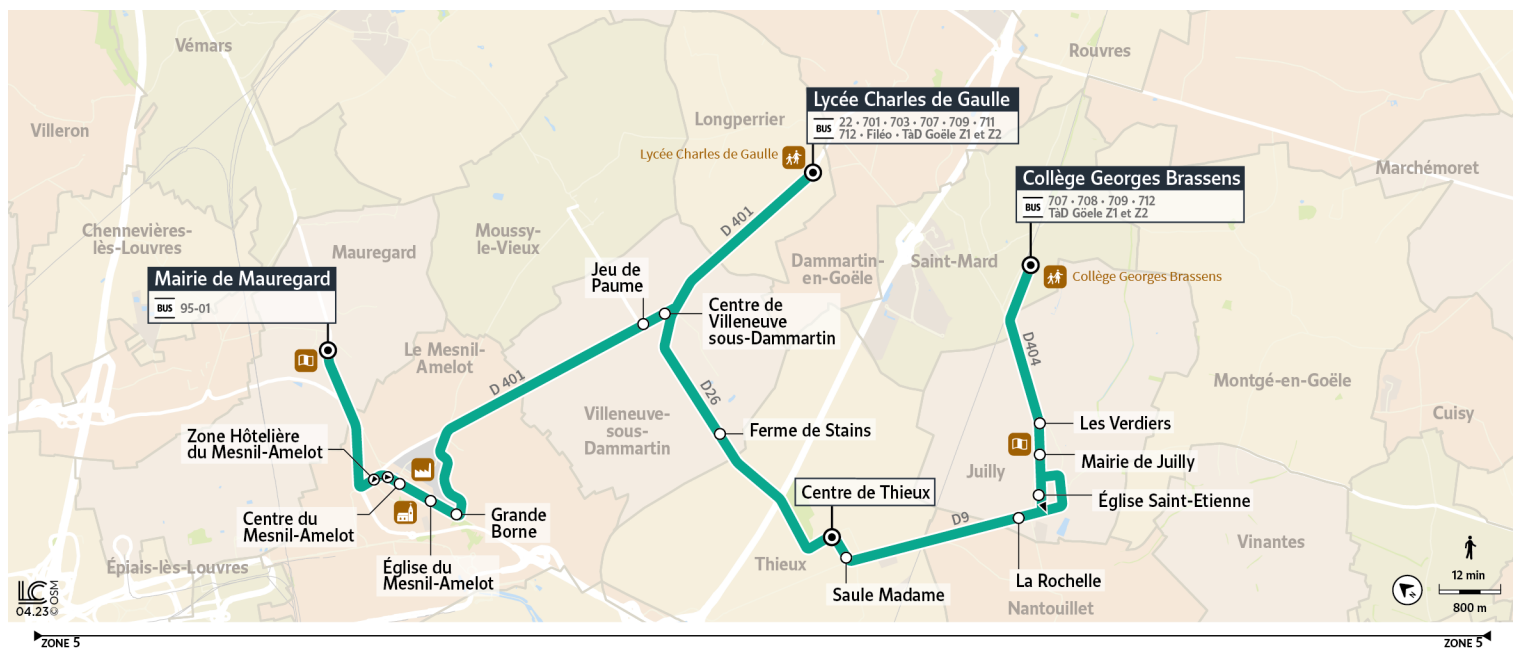 Vémars
Rouvres
Villeron
Longperrier
Lycée Charles de Gaulle
BUS
22 • 701 • 703 • 707 • 709 • 711
712 • Filéo • TàD Goële Z1 et Z2
Lycée Charles de Gaulle
Marchémoret
Collège Georges Brassens
BUS
707 • 708 • 709 • 712
TàD Göele Z1 et Z2
Chennevières-
lès-Louvres
Mauregard
Moussy-
le-Vieux
D 401
Dammartin-
en-Goële
Saint-Mard
Collège Georges Brassens
Mairie de Mauregard
BUS
95-01
Jeu de
Paume
Centre de
Villeneuve
sous-Dammartin
Le Mesnil-
Amelot
D 401
D26
D404
Montgé-en-Goële
Cuisy
Villeneuve-
sous-
Dammartin
Ferme de Stains
Les Verdiers
Mairie de Juilly
Juilly
Église Saint-Etienne
Zone Hôtelière
du Mesnil-Amelot
Centre du
Mesnil-Amelot
Grande
Borne
Centre de Thieux
D9
Vinantes
Épiais-lès-Louvres
Église du
Mesnil-Amelot
Thieux
Saule Madame
La Rochelle
Nantouillet
LC
04.23
© OSM
12 min
800 m
ZONE 5
ZONE 5